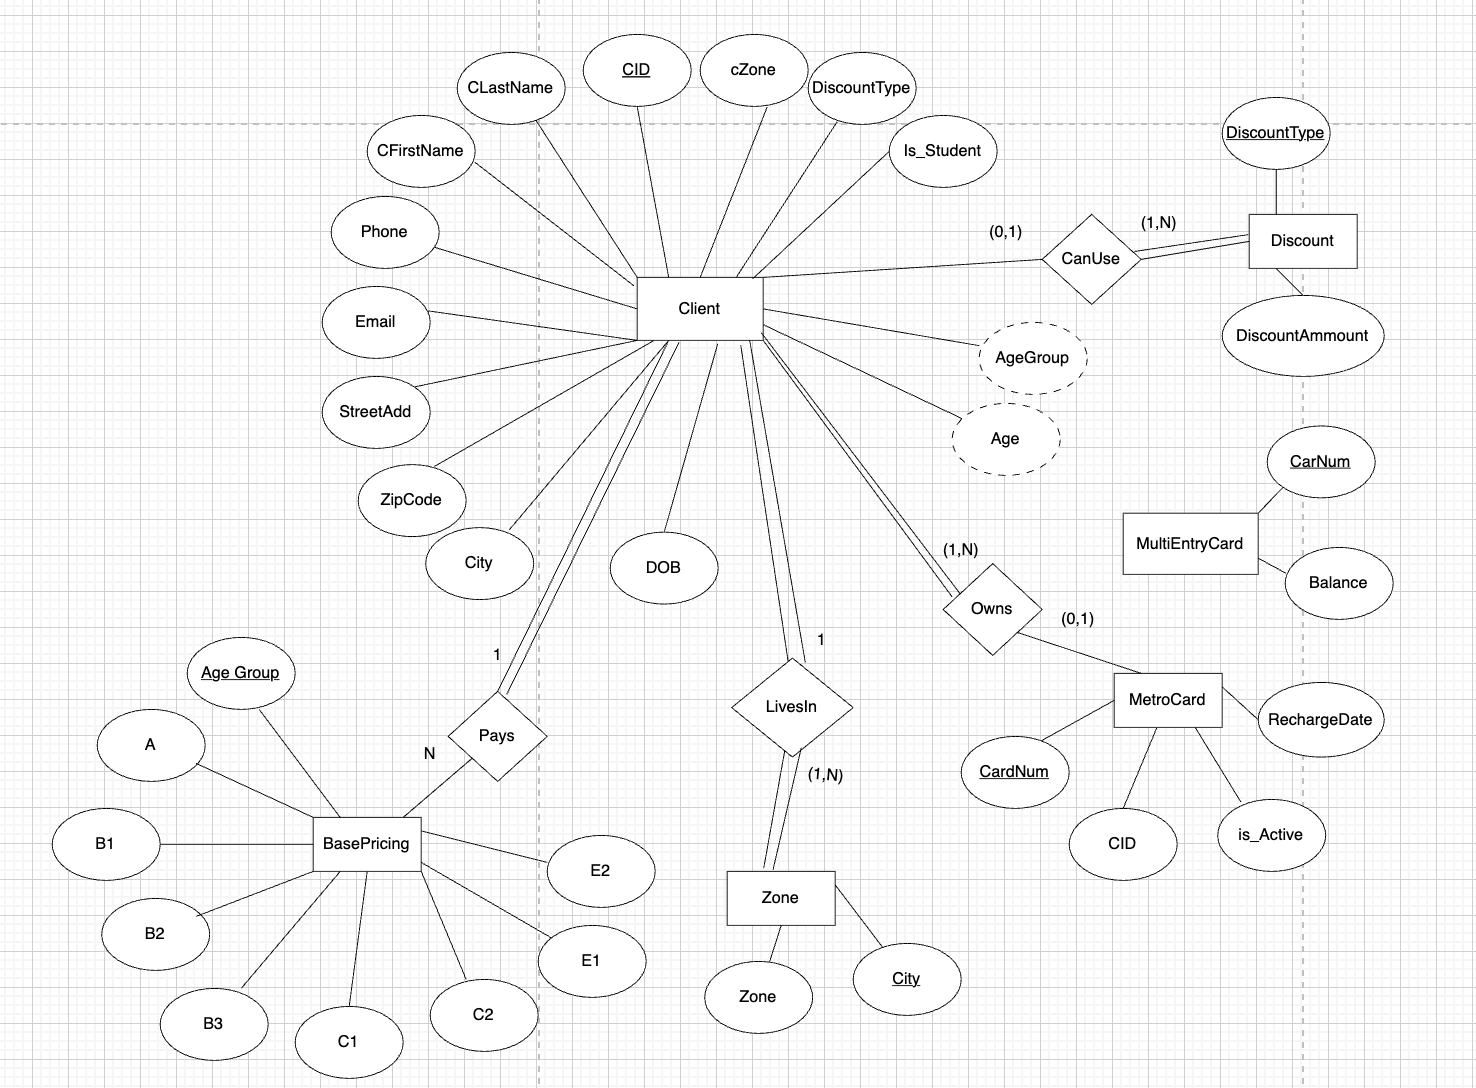 CID
cZone
CLastName
DiscountType
DiscountType
CFirstName
Is_Student
Phone
(0,1)
(1,N)
Discount
CanUse
Client
Email
DiscountAmmount
AgeGroup
StreetAdd
Age
CarNum
ZipCode
MultiEntryCard
City
DOB
(1,N)
Balance
Owns
(0,1)
1
1
Age Group
MetroCard
LivesIn
RechargeDate
Pays
A
N
(1,N)
CardNum
CID
is_Active
B1
BasePricing
E2
Zone
B2
E1
City
Zone
C2
B3
C1